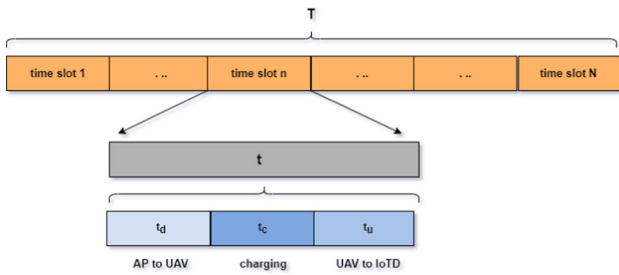 T
time slot 1 . .. time slot n . .. . .. time slot N
t
td tc tu
AP to UAV charging UAV to IoTD